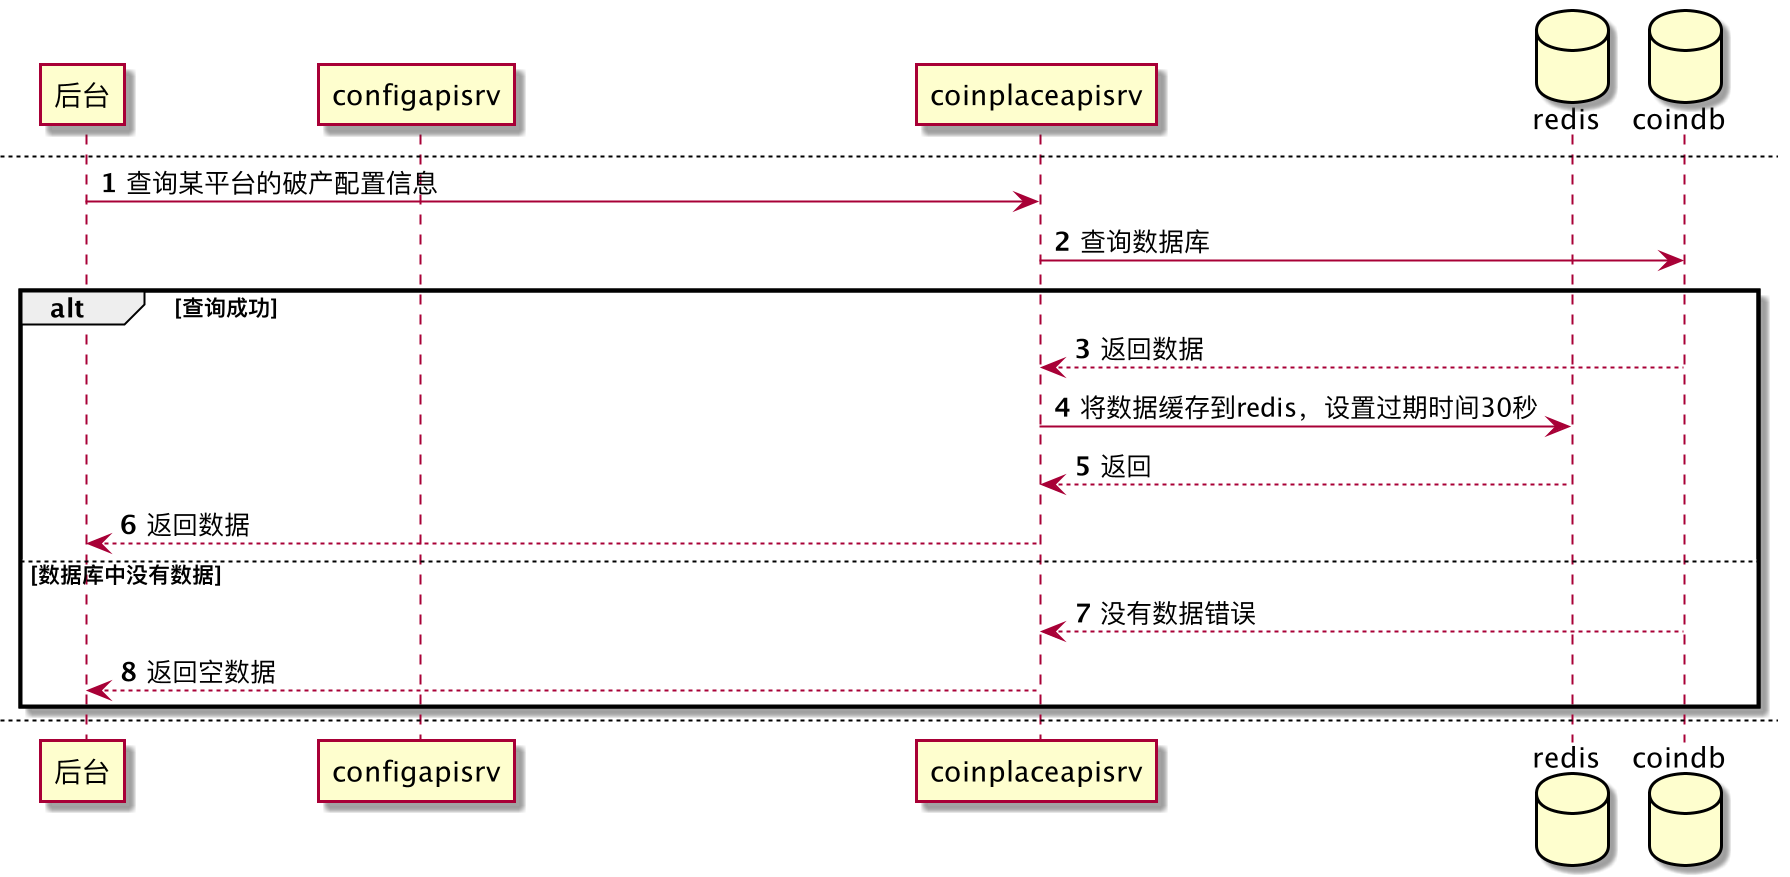 后台
configapisrv
coinplaceapisrv
redis
coindb
1 查询某平台的破产配置信息
2 查询数据库
alt [查询成功]
3 返回数据
4 将数据缓存到redis，设置过期时间30秒
5 返回
6 返回数据
[数据库中没有数据]
7 没有数据错误
8 返回空数据
后台
configapisrv
coinplaceapisrv
redis
coindb